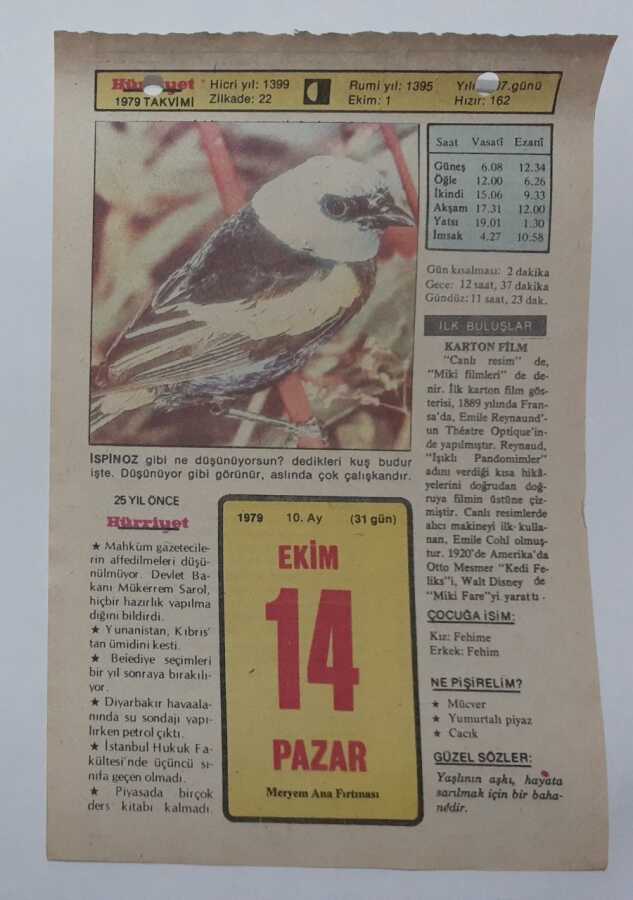 Hürriyet
1979 TAKVİMİ
Hicri yıl: 1399
Zilkade: 22
Rumi yıl: 1395
Ekim: 1
7.günü
Hızır: 162
Saat Vasatî Ezanî
Güneş 6.08 12.34
Öğle 12.00 6.26
İkindi 15.06 9.33
Akşam 17.31 12.00
Yatsı 19.01 1.30
İmsak 4.27 10.58
Gün kısalması: 2 dakika
Gece: 12 saat, 37 dakika
Gündüz: 11 saat, 23 dak.
İLK BULUŞLAR
KARTON FİLM
"Canlı resim" de,
"Miki filmleri" de de-
nir. İlk karton film gös-
terisi, 1889 yılında Fran-
sa'da, Emile Reynaund'-
un Théatre Optique'in-
de yapılmıştır. Reynaud,
"Işıklı Pandomimler"
adını verdiği kısa hikâ-
yelerini doğrudan doğ-
ruya filmin üstüne çiz-
miştir. Canlı resimlerde
alıcı makineyi ilk kulla-
nan, Emile Cohl olmuş-
tur. 1920'de Amerika'da
Otto Mesmer "Kedi Fe-
liks"i, Walt Disney de
"Miki Fare"yi yarattı.
ÇOCUĞA İSİM:
Kız: Fehime
Erkek: Fehim
NE PİŞİRELİM?
★ Mücver
★ Yumurtalı piyaz
★ Cacık
GÜZEL SÖZLER:
Yaşlının aşkı, hayata
sarılmak için bir baha-
nedir.
İSPİNOZ gibi ne düşünüyorsun? dedikleri kuş budur
işte. Düşünüyor gibi görünür, aslında çok çalışkandır.
25 YIL ÖNCE
Hürriyet
★ Mahkûm gazetecile-
rin affedilmeleri düşü-
nülmüyor. Devlet Ba-
kanı Mükerrem Sarol,
hiçbir hazırlık yapılma
dığını bildirdi.
★ Yunanistan, Kıbrıs'
tan ümidini kesti.
★ Belediye seçimleri
bir yıl sonraya bırakılı-
yor.
★ Diyarbakır havaala-
nında su sondajı yapı-
lırken petrol çıktı.
★ İstanbul Hukuk Fa-
kültesi'nde üçüncü sı-
nıfa geçen olmadı.
★ Piyasada birçok
ders kitabı kalmadı.
1979 10. Ay (31 gün)
EKİM
14
PAZAR
Meryem Ana Fırtınası